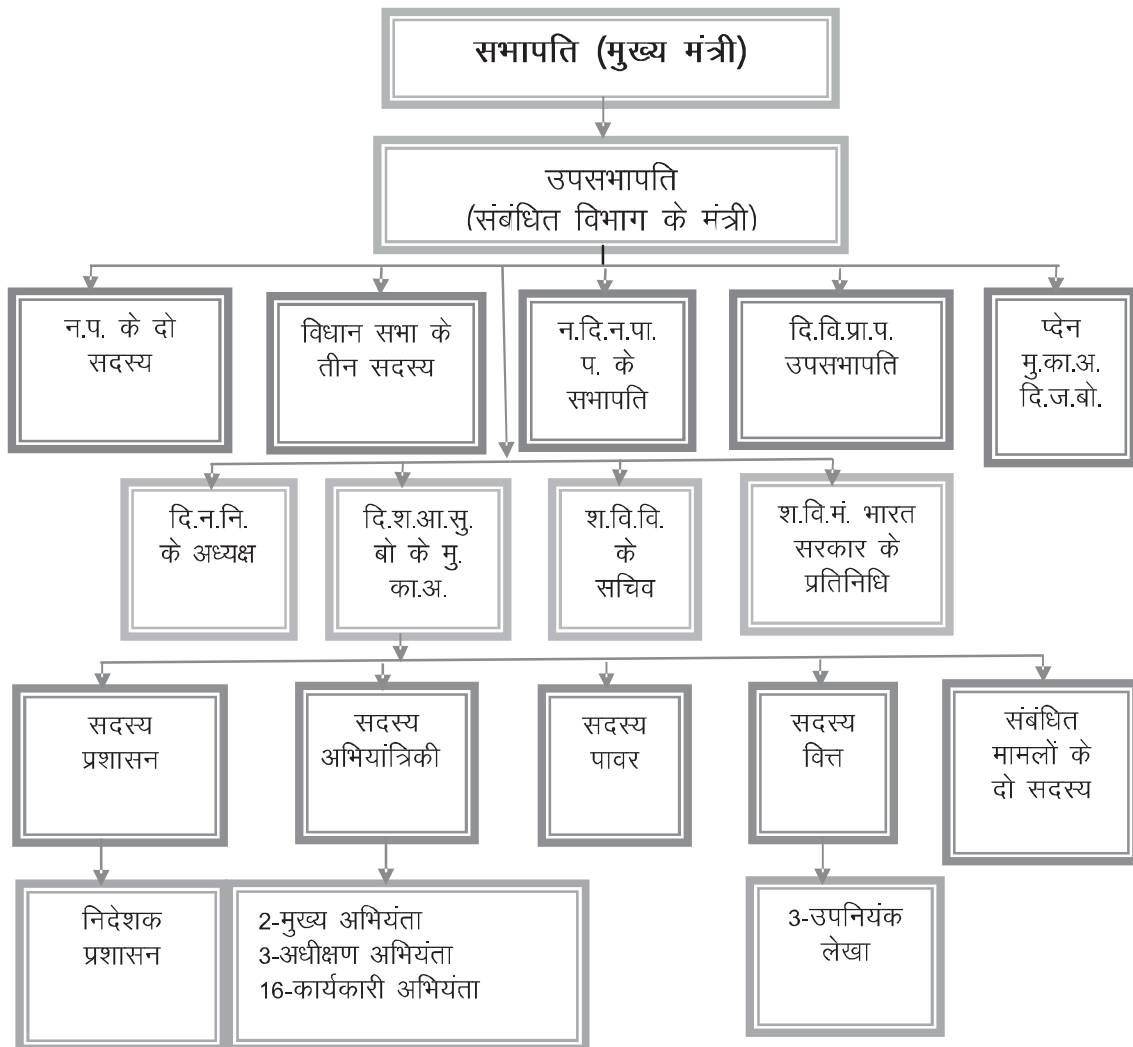 सभापति (मुख्य मंत्री)
उपसभापति
(संबंधित विभाग के मंत्री)
न.प. के दो
सदस्य
विधान सभा के
तीन सदस्य
न.दि.न.पा.
प. के
सभापति
दि.वि.प्रा.प.
उपसभापति
प्देन
मु.का.अ.
दि.ज.बो.
दि.न.नि.
के अध्यक्ष
दि.श.आ.सु.
बो के मु.
का.अ.
श.वि.वि.
के
सचिव
श.वि.मं. भारत
सरकार के
प्रतिनिधि
सदस्य
प्रशासन
सदस्य
अभियांत्रिकी
सदस्य
पावर
सदस्य
वित्त
संबंधित
मामलों के
दो सदस्य
निदेशक
प्रशासन
2-मुख्य अभियंता
3-अधीक्षण अभियंता
16-कार्यकारी अभियंता
3-उपनियंक
लेखा